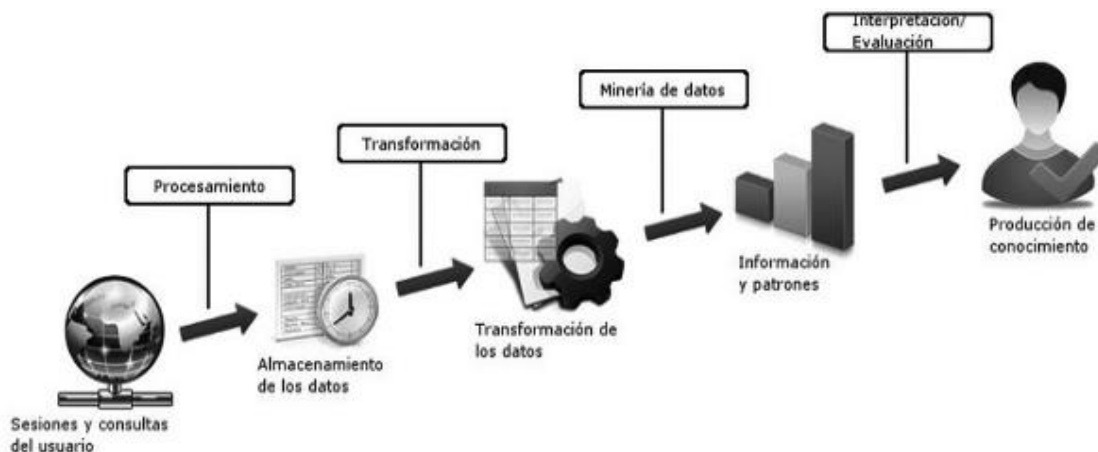 Interpretación/
Evaluación
Minería de datos
Transformación
Procesamiento
Sesiones y consultas
del usuario
Almacenamiento
de los datos
Transformación de
los datos
Información
y patrones
Producción de
conocimiento